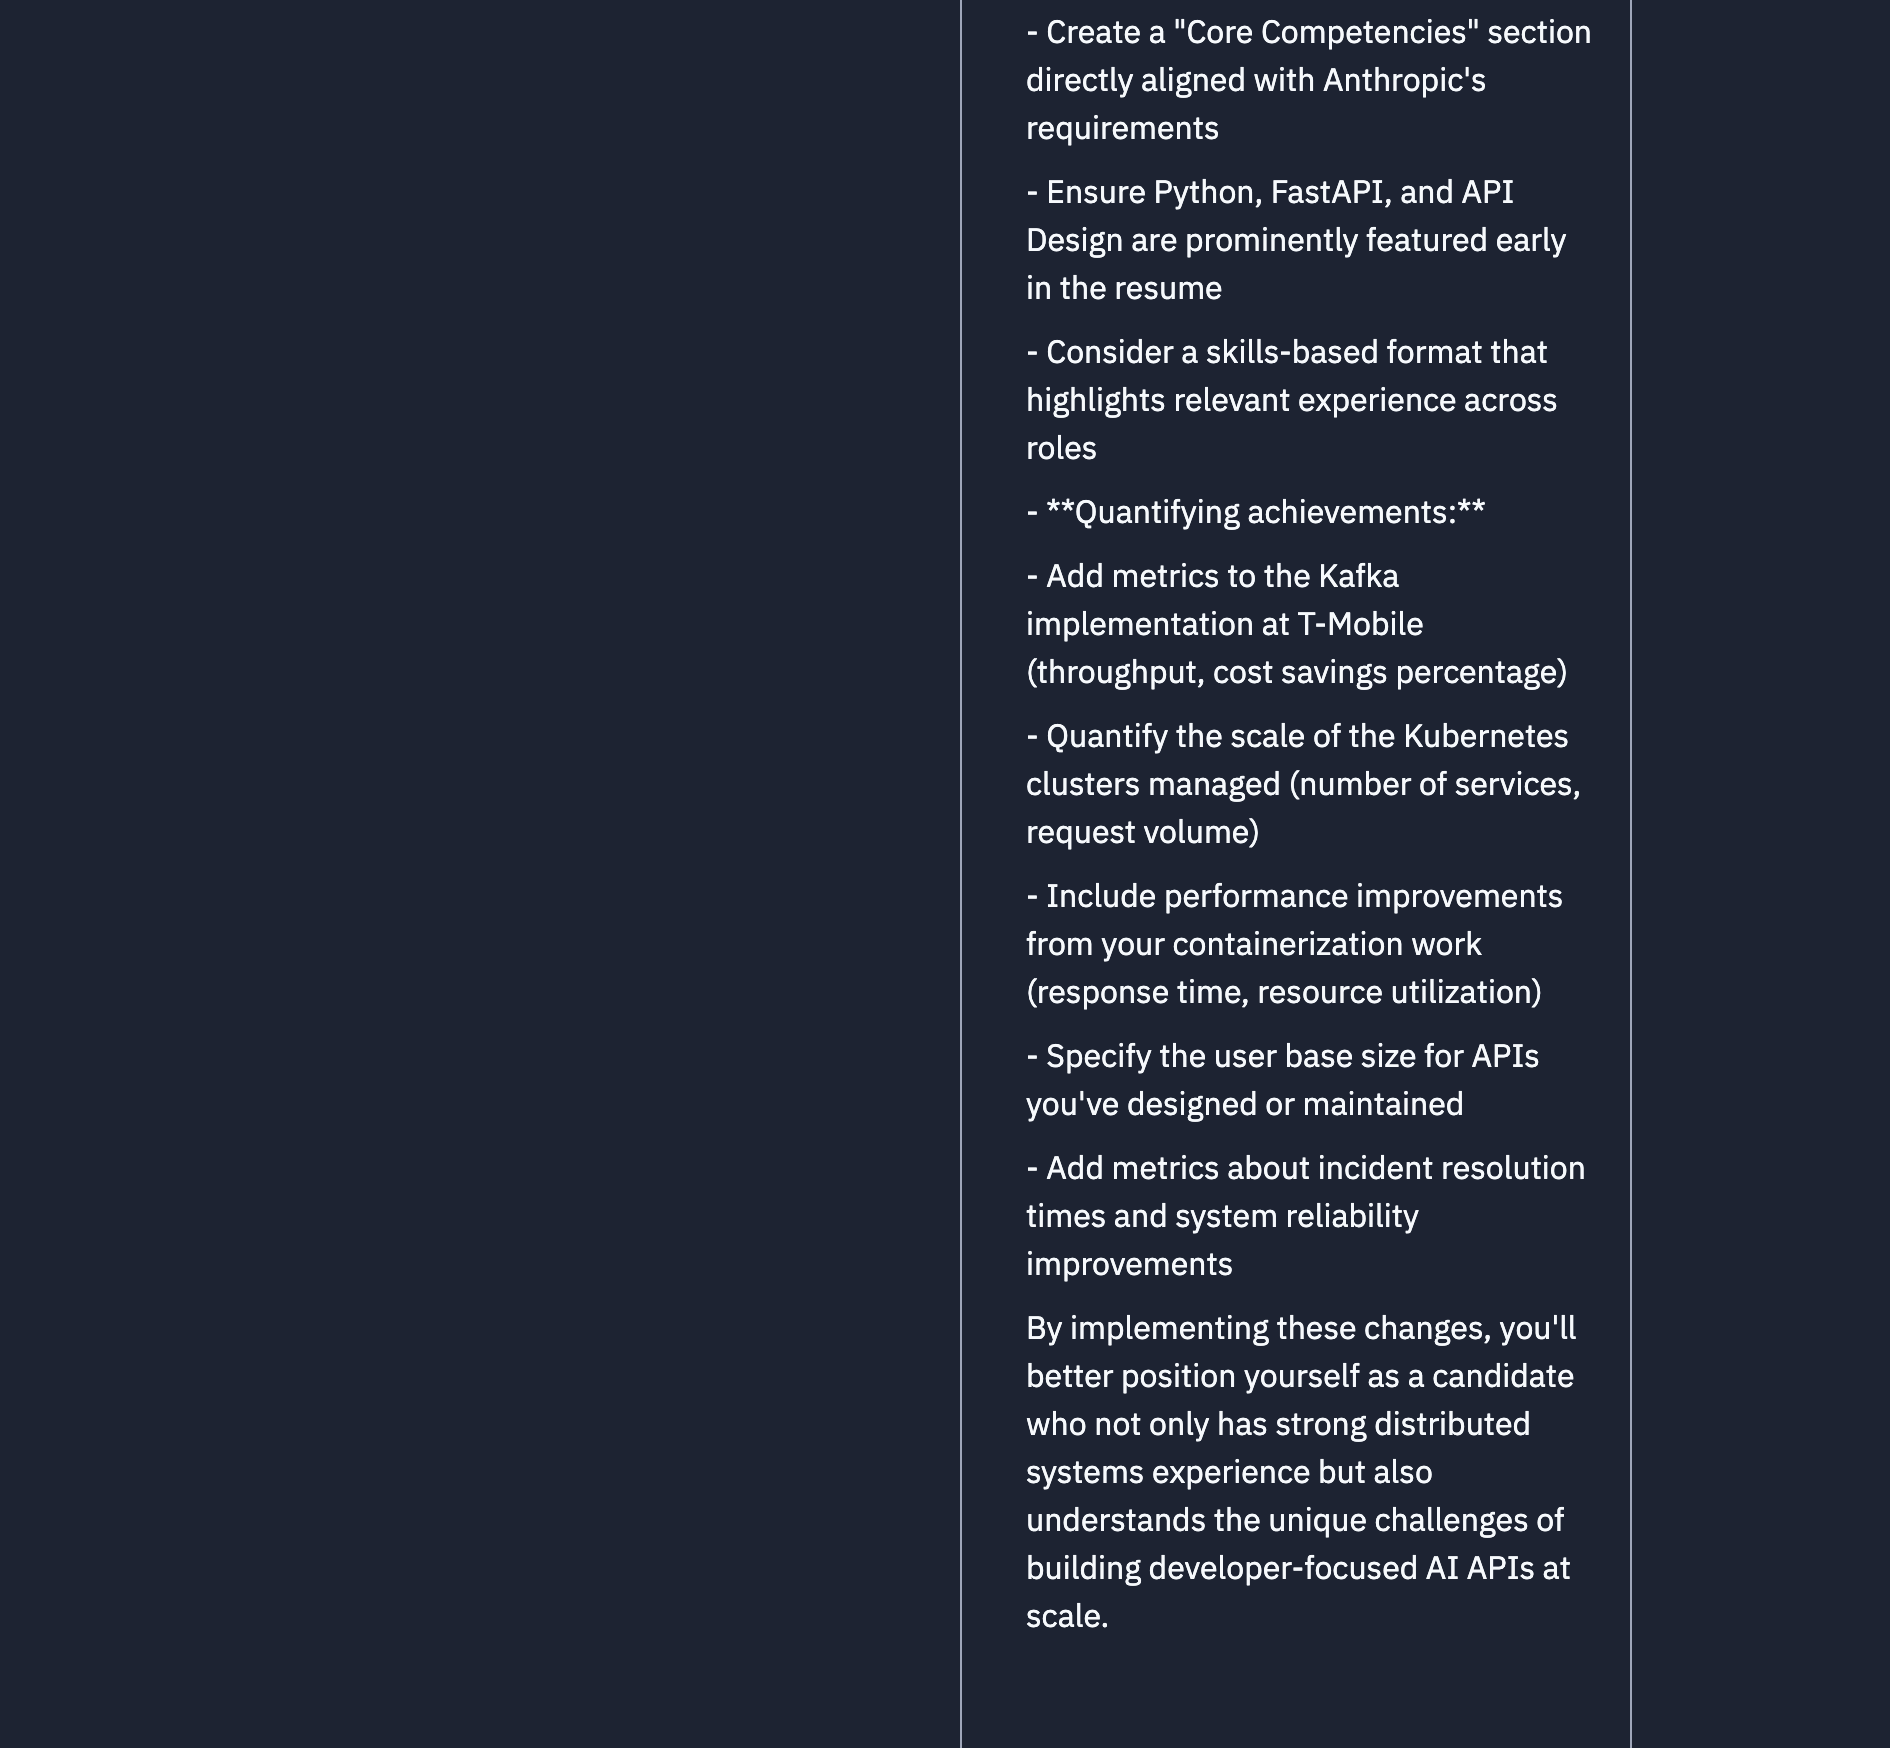 - Create a "Core Competencies" section
directly aligned with Anthropic's
requirements
- Ensure Python, FastAPI, and API
Design are prominently featured early
in the resume
- Consider a skills-based format that
highlights relevant experience across
roles
- **Quantifying achievements:**
- Add metrics to the Kafka
implementation at T-Mobile
(throughput, cost savings percentage)
- Quantify the scale of the Kubernetes
clusters managed (number of services,
request volume)
- Include performance improvements
from your containerization work
(response time, resource utilization)
- Specify the user base size for APIs
you've designed or maintained
- Add metrics about incident resolution
times and system reliability
improvements
By implementing these changes, you'll
better position yourself as a candidate
who not only has strong distributed
systems experience but also
understands the unique challenges of
building developer-focused AI APIs at
scale.